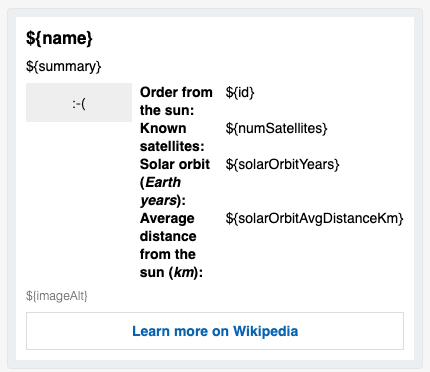 ${name}
${summary}
:-(
Order from the sun: ${id}
Known satellites: ${numSatellites}
Solar orbit (Earth years): ${solarOrbitYears}
Average distance from the sun (km): ${solarOrbitAvgDistanceKm}
${imageAlt}
Learn more on Wikipedia